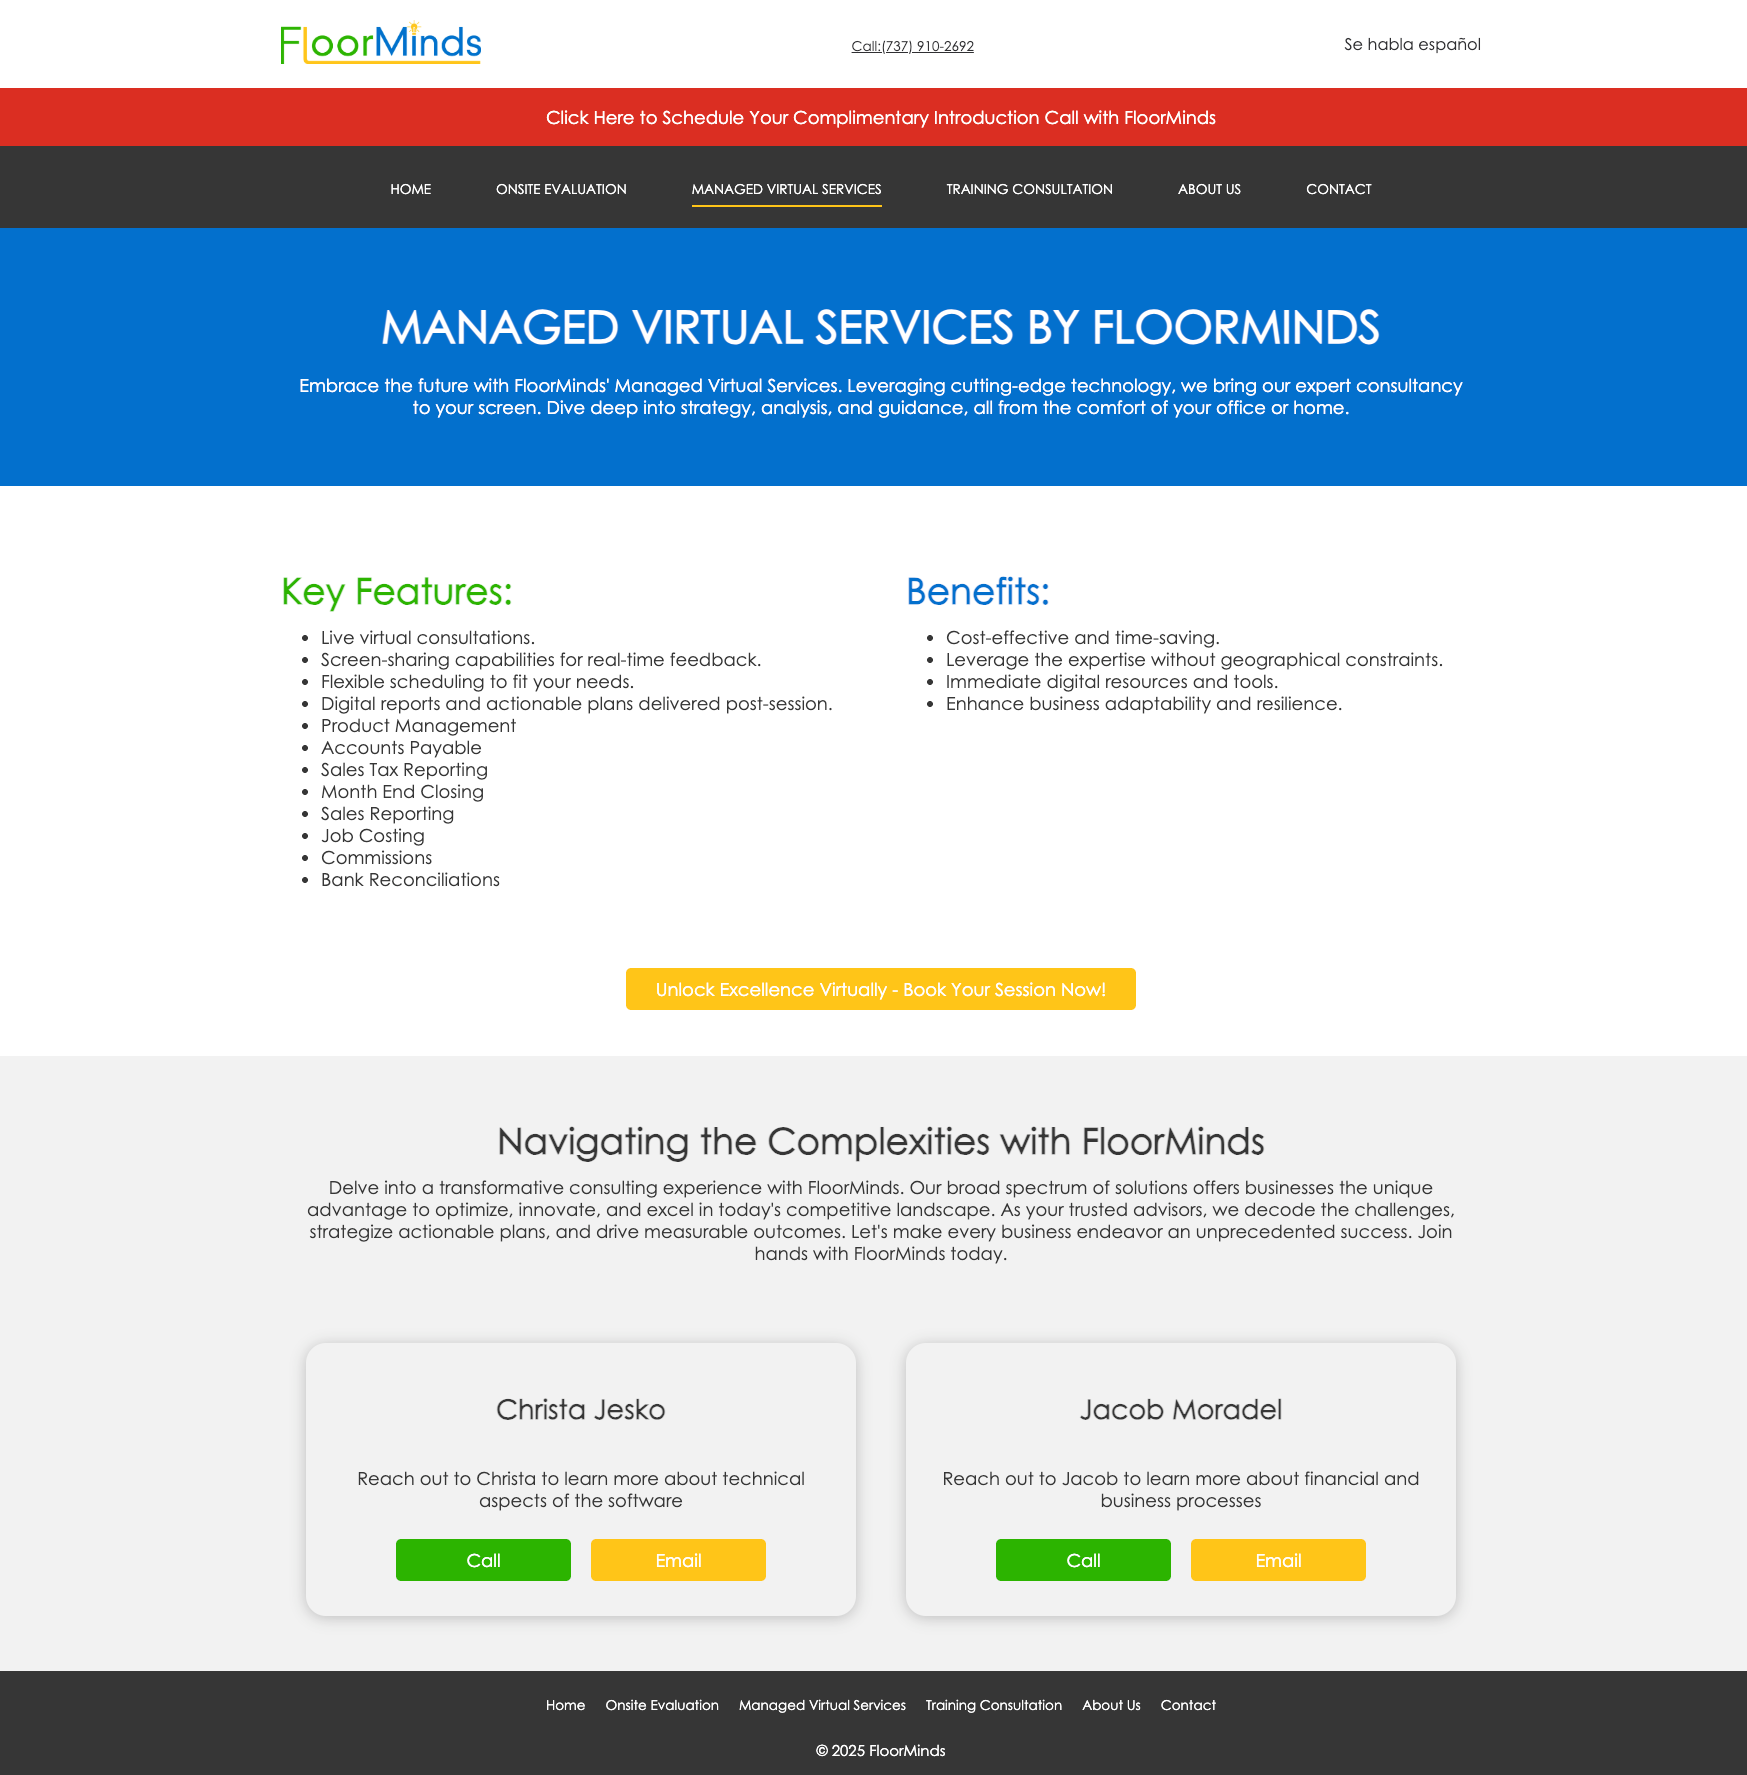 FloorMinds
Call:(737) 910-2692
Se habla español
Click Here to Schedule Your Complimentary Introduction Call with FloorMinds
HOME
ONSITE EVALUATION
MANAGED VIRTUAL SERVICES
TRAINING CONSULTATION
ABOUT US
CONTACT
MANAGED VIRTUAL SERVICES BY FLOORMINDS
Embrace the future with FloorMinds' Managed Virtual Services. Leveraging cutting-edge technology, we bring our expert consultancy
to your screen. Dive deep into strategy, analysis, and guidance, all from the comfort of your office or home.
Key Features:
• Live virtual consultations.
• Screen-sharing capabilities for real-time feedback.
• Flexible scheduling to fit your needs.
• Digital reports and actionable plans delivered post-session.
• Product Management
• Accounts Payable
• Sales Tax Reporting
• Month End Closing
• Sales Reporting
• Job Costing
• Commissions
• Bank Reconciliations
Benefits:
• Cost-effective and time-saving.
• Leverage the expertise without geographical constraints.
• Immediate digital resources and tools.
• Enhance business adaptability and resilience.
Unlock Excellence Virtually - Book Your Session Now!
Navigating the Complexities with FloorMinds
Delve into a transformative consulting experience with FloorMinds. Our broad spectrum of solutions offers businesses the unique
advantage to optimize, innovate, and excel in today's competitive landscape. As your trusted advisors, we decode the challenges,
strategize actionable plans, and drive measurable outcomes. Let's make every business endeavor an unprecedented success. Join
hands with FloorMinds today.
Christa Jesko
Reach out to Christa to learn more about technical
aspects of the software
Call
Email
Jacob Moradel
Reach out to Jacob to learn more about financial and
business processes
Call
Email
Home
Onsite Evaluation
Managed Virtual Services
Training Consultation
About Us
Contact
© 2025 FloorMinds